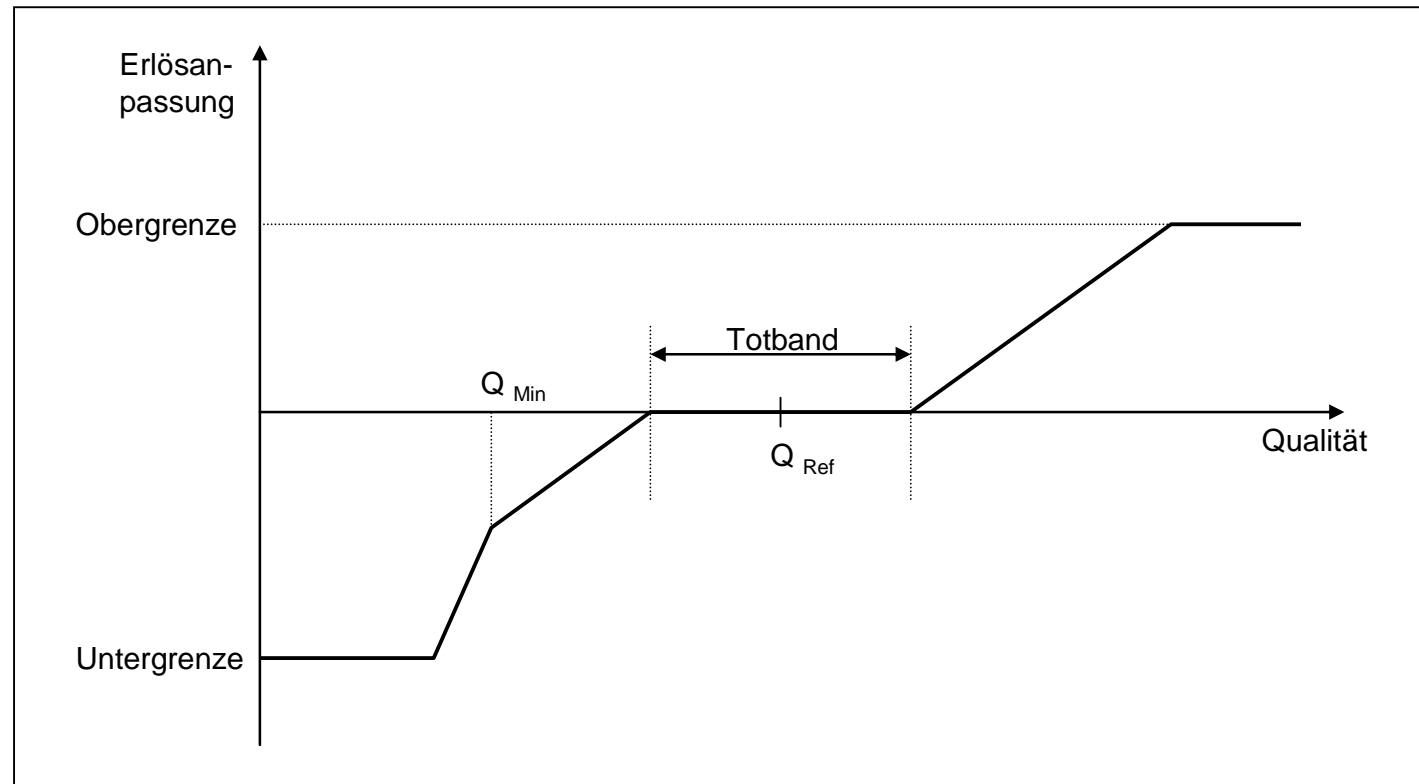 Erlösan-
passung
Obergrenze
Totband
Q Min
Qualität
Q Ref
Untergrenze